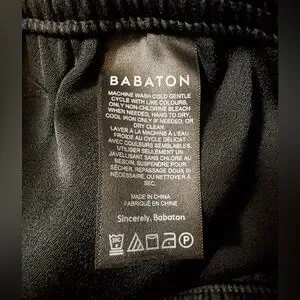 BABATON
MACHINE WASH COLD GENTLE
CYCLE WITH LIKE COLOURS,
ONLY NON-CHLORINE BLEACH
WHEN NEEDED, HANG TO DRY,
COOL IRON ONLY IF NEEDED, OR
DRY CLEAN.
LAVER À LA MACHINE À L'EAU
FROIDE AU CYCLE DÉLICAT
AVEC COULEURS SEMBLABLES,
UTILISER SEULEMENT UN
JAVELLISANT SANS CHLORE AU
BESOIN, SUSPENDRE POUR
SÉCHER, REPASSAGE DOUX SI
NÉCESSAIRE, OU NETTOYER À
SEC.
MADE IN CHINA
FABRIQUÉ EN CHINE
Sincerely, Babaton
P